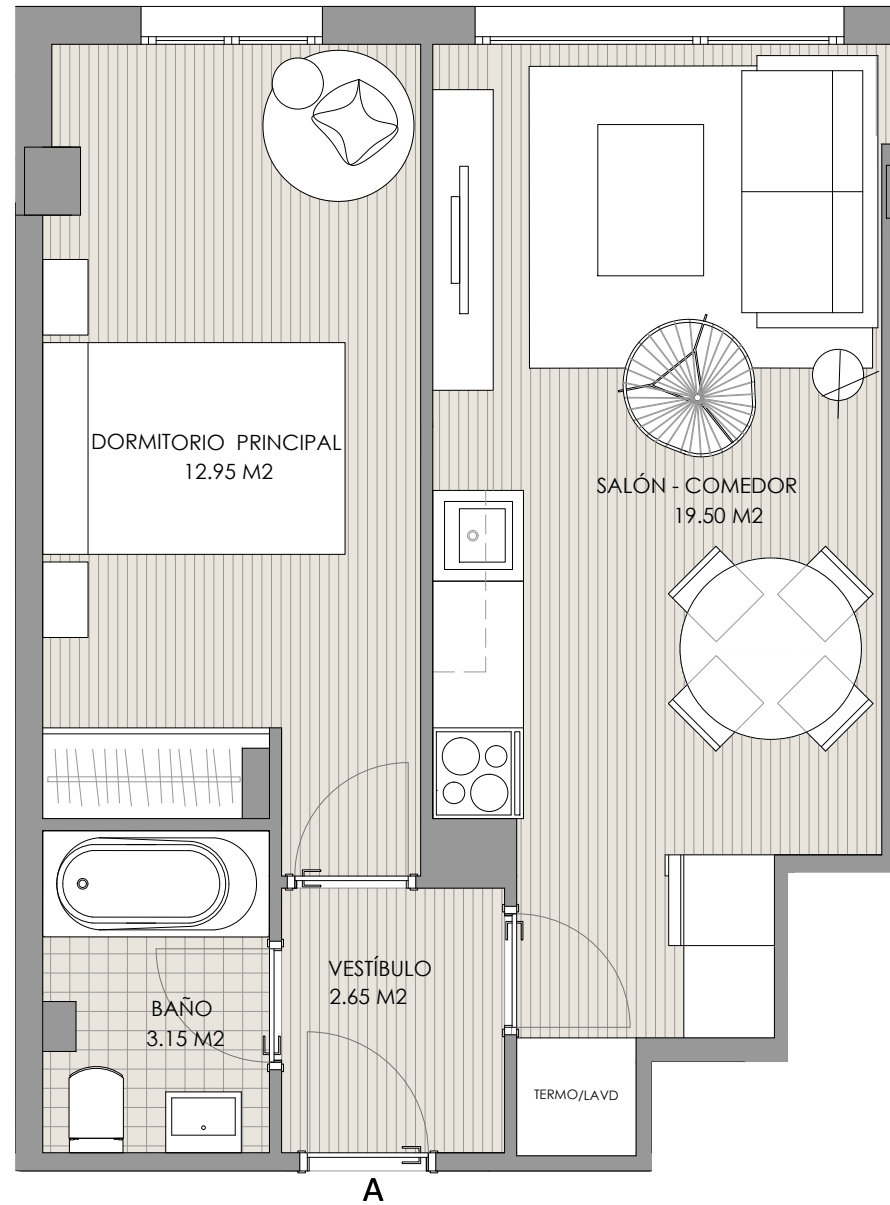 DORMITORIO PRINCIPAL
12.95 M2
SALÓN - COMEDOR
19.50 M2
VESTÍBULO
2.65 M2
BAÑO
3.15 M2
TERMO/LAVD
A